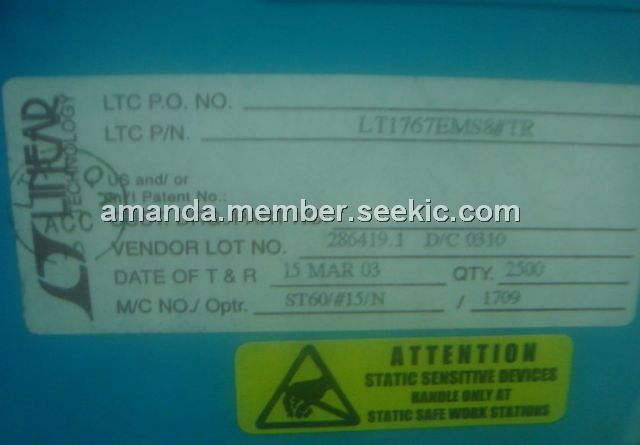 LTC P.O. NO.
LTC P/N. LT1767EMS8#TR
LINEAR
TECHNOLOGY
US and/ or
Int'l Patent No.:
ACC
amanda.member.seekic.com
VENDOR LOT NO. 286419.1 D/C 0310
DATE OF T & R 15 MAR 03 QTY. 2500
M/C NO./ Optr. ST60/#15/N / 1709
ATTENTION
STATIC SENSITIVE DEVICES
HANDLE ONLY AT
STATIC SAFE WORK STATIONS